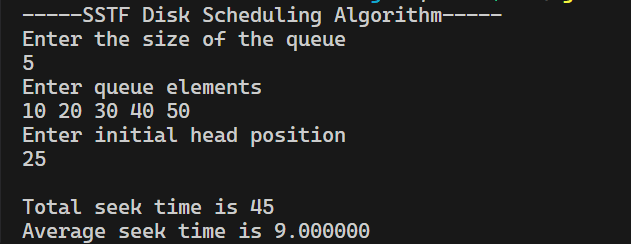 -----SSTF Disk Scheduling Algorithm-----
Enter the size of the queue
5
Enter queue elements
10 20 30 40 50
Enter initial head position
25
Total seek time is 45
Average seek time is 9.000000